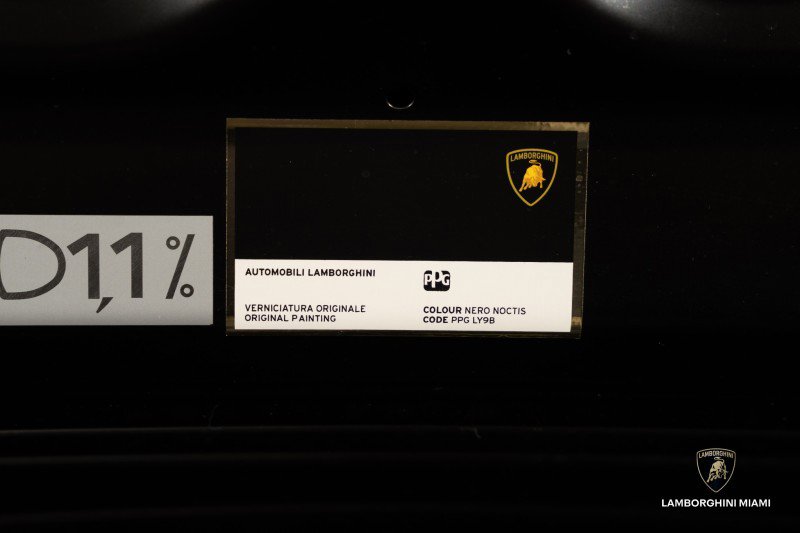 LAMBORGHINI
D1,1%
AUTOMOBILI LAMBORGHINI
PPG
VERNICIATURA ORIGINALE
ORIGINAL PAINTING
COLOUR NERO NOCTIS
CODE PPG LY9B
LAMBORGHINI
LAMBORGHINI MIAMI